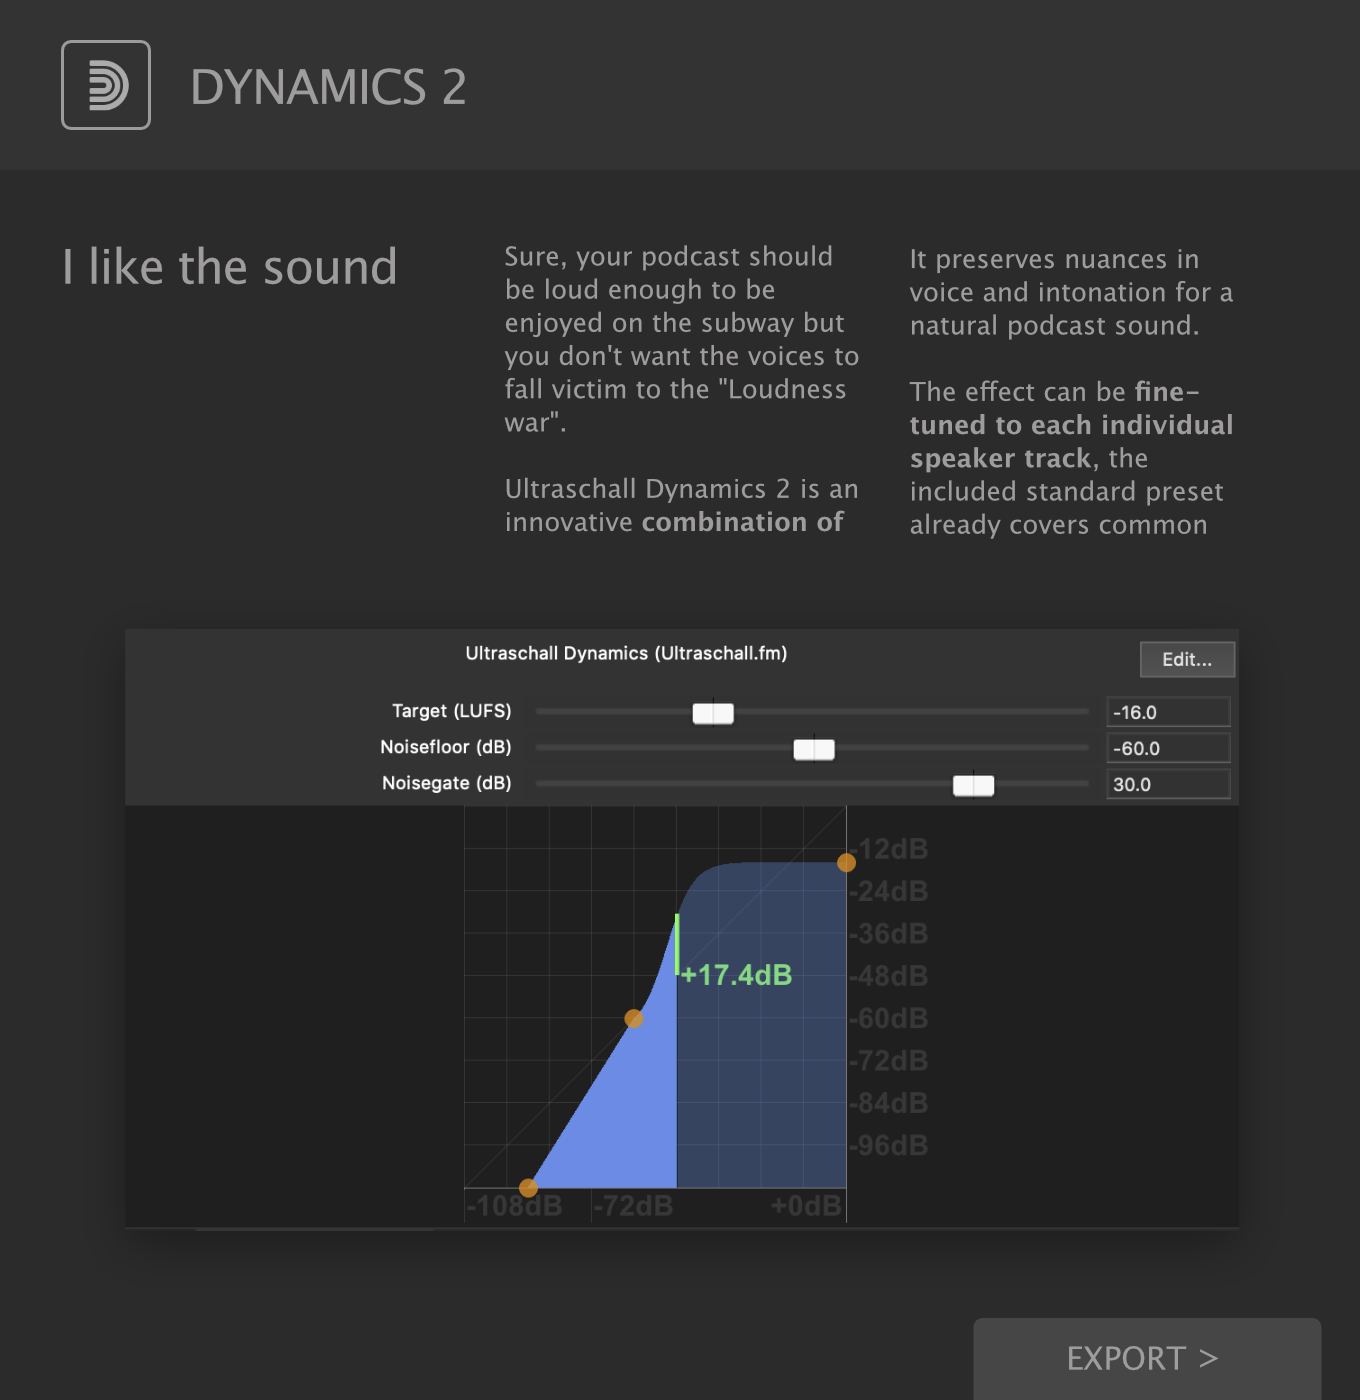 DYNAMICS 2
I like the sound
Sure, your podcast should
be loud enough to be
enjoyed on the subway but
you don't want the voices to
fall victim to the "Loudness
war".
Ultraschall Dynamics 2 is an
innovative combination of
It preserves nuances in
voice and intonation for a
natural podcast sound.
The effect can be fine-
tuned to each individual
speaker track, the
included standard preset
already covers common
Ultraschall Dynamics (Ultraschall.fm)
Edit...
Target (LUFS)
-16.0
Noisefloor (dB)
-60.0
Noisegate (dB)
30.0
-12dB
-24dB
-36dB
+17.4dB
-48dB
-60dB
-72dB
-84dB
-96dB
-108dB
-72dB
+0dB
EXPORT >